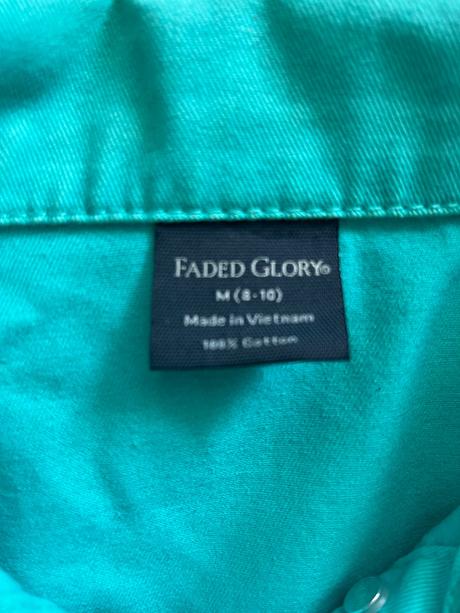 FADED GLORY®
M (8-10)
Made in Vietnam
100% Cotton